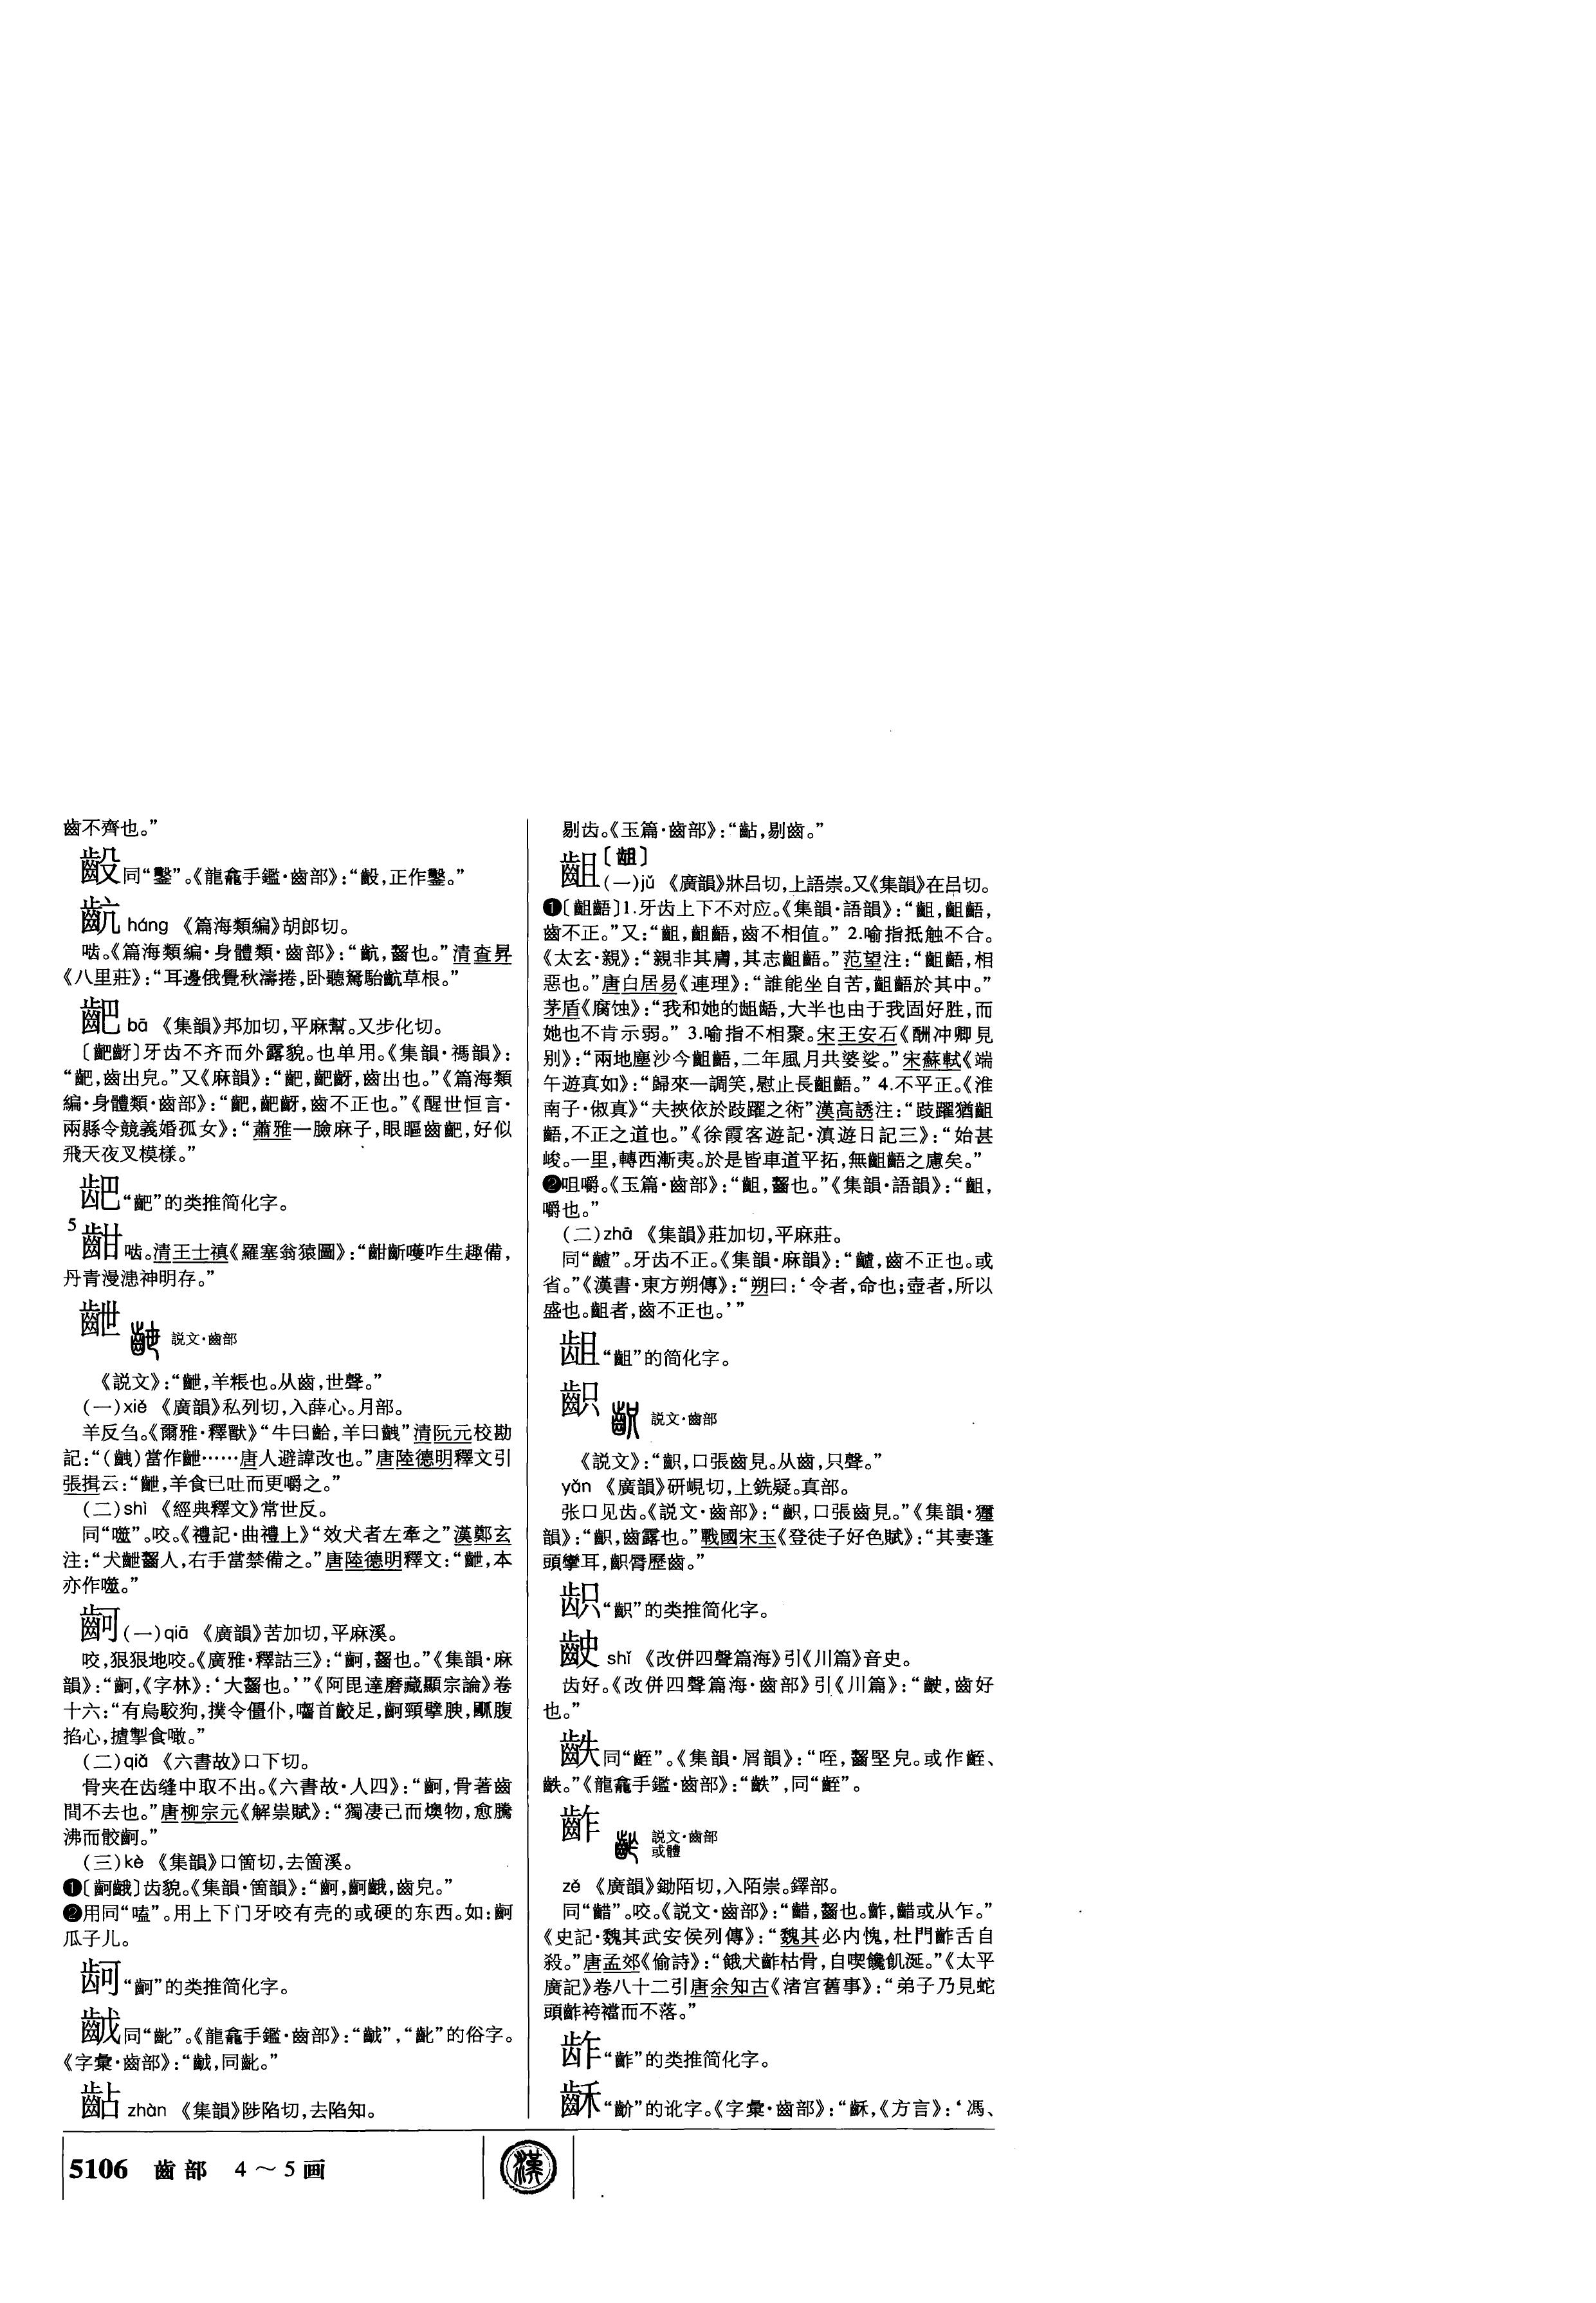 齒不齊也。”
同“鑿”。《龍龕手鑑·齒部》：“，正作鑿。”
䶳 háng 《篇海類編》胡郎切。
啮。《篇海類編·身體類·齒部》：“䶳，齧也。”清查昇
《八里莊》：“耳邊俄覺秋濤捲，卧聽駑駘䶳草根。”
䶕 bā 《集韻》邦加切，平麻幫。又步化切。
〔䶕齖〕牙齿不齐而外露貌。也单用。《集韻·禡韻》：
“䶕，齒出皃。”又《麻韻》：“䶕，䶕齖，齒出也。”《篇海類
編·身體類·齒部》：“䶕，䶕齖，齒不正也。”《醒世恒言·
兩縣令競義婚孤女》：“蕭雅一臉麻子，眼䁱齒䶕，好似
飛天夜叉模樣。”
“䶕”的类推简化字。
5
啮。清王士禛《羅塞翁猿圖》：“齗嚘咋生趣備，
丹青漫漶神明存。”
齛 説文·齒部
《説文》：“齛，羊粻也。从齒，世聲。”
(一)xiě 《廣韻》私列切，入薛心。月部。
羊反刍。《爾雅·釋獸》“牛曰齝，羊曰齥”清阮元校勘
記：“(齥)當作齛……唐人避諱改也。”唐陸德明釋文引
張揖云：“齛，羊食已吐而更嚼之。”
(二)shì 《經典釋文》常世反。
同“噬”。咬。《禮記·曲禮上》“效犬者左牽之”漢鄭玄
注：“犬齛齧人，右手當禁備之。”唐陸德明釋文：“齛，本
亦作噬。”
䶗(一)qiā 《廣韻》苦加切，平麻溪。
咬，狠狠地咬。《廣雅·釋詁三》：“䶗，齧也。”《集韻·麻
韻》：“䶗，《字林》：‘大齧也。’”《阿毘達磨藏顯宗論》卷
十六：“有烏駮狗，撲令僵仆，囓首齩足，䶗頸擘腴，䶥腹
掐心，摣掣食噉。”
(二)qiǎ 《六書故》口下切。
骨夹在齿缝中取不出。《六書故·人四》：“䶗，骨著齒
間不去也。”唐柳宗元《解祟賦》：“獨凄己而燠物，愈騰
沸而骹䶗。”
(三)kè 《集韻》口箇切，去箇溪。
❶〔䶗䶜〕齿貌。《集韻·箇韻》：“䶗，䶗䶜，齒皃。”
❷用同“嗑”。用上下门牙咬有壳的或硬的东西。如：䶗
瓜子儿。
“䶗”的类推简化字。
同“齜”。《龍龕手鑑·齒部》：“”，“齜”的俗字。
《字彙·齒部》：“，同齜。”
zhàn 《集韻》陟陷切，去陷知。
剔齿。《玉篇·齒部》：“，剔齒。”
齟〔龃〕
(一)jǔ 《廣韻》牀吕切，上語崇。又《集韻》在吕切。
❶〔齟齬〕1.牙齿上下不对应。《集韻·語韻》：“齟，齟齬，
齒不正。”又：“齟，齟齬，齒不相值。” 2.喻指抵触不合。
《太玄·親》：“親非其膚，其志齟齬。”范望注：“齟齬，相
惡也。”唐白居易《連理》：“誰能坐自苦，齟齬於其中。”
茅盾《腐蚀》：“我和她的龃龉，大半也由于我固好胜，而
她也不肯示弱。” 3.喻指不相聚。宋王安石《酬冲卿見
别》：“兩地塵沙今齟齬，二年風月共婆娑。”宋蘇軾《端
午遊真如》：“歸來一調笑，慰止長齟齬。” 4.不平正。《淮
南子·俶真》“夫挾依於跂躍之術”漢高誘注：“跂躍猶齟
齬，不正之道也。”《徐霞客遊記·滇遊日記三》：“始甚
峻。一里，轉西漸夷。於是皆車道平拓，無齟齬之慮矣。”
❷咀嚼。《玉篇·齒部》：“齟，齧也。”《集韻·語韻》：“齟，
嚼也。”
(二)zhā 《集韻》莊加切，平麻莊。
同“齇”。牙齿不正。《集韻·麻韻》：“，齒不正也。或
省。”《漢書·東方朔傳》：“朔曰：‘令者，命也；壺者，所以
盛也。齟者，齒不正也。’”
龃“齟”的简化字。
齞 説文·齒部
《説文》：“齞，口張齒見。从齒，只聲。”
yǎn 《廣韻》研峴切，上銑疑。真部。
张口见齿。《説文·齒部》：“齞，口張齒見。”《集韻·獮
韻》：“齞，齒露也。”戰國宋玉《登徒子好色賦》：“其妻蓬
頭攣耳，齞脣歷齒。”
“齞”的类推简化字。
shǐ 《改併四聲篇海》引《川篇》音史。
齿好。《改併四聲篇海·齒部》引《川篇》：“，齒好
也。”
同“”。《集韻·屑韻》：“咥，齧堅皃。或作、
。”《龍龕手鑑·齒部》：“”，同“”。
齚 説文·齒部
或體
zé 《廣韻》鋤陌切，入陌崇。鐸部。
同“齰”。咬。《説文·齒部》：“齰，齧也。齚，齰或从乍。”
《史記·魏其武安侯列傳》：“魏其必内愧，杜門齚舌自
殺。”唐孟郊《偷詩》：“餓犬齚枯骨，自喫饞飢涎。”《太平
廣記》卷八十二引唐余知古《渚宫舊事》：“弟子乃見蛇
頭齚袴襠而不落。”
“齚”的类推简化字。
“齘”的讹字。《字彙·齒部》：“，《方言》：‘馮、
5106 齒部 4～5画
漢